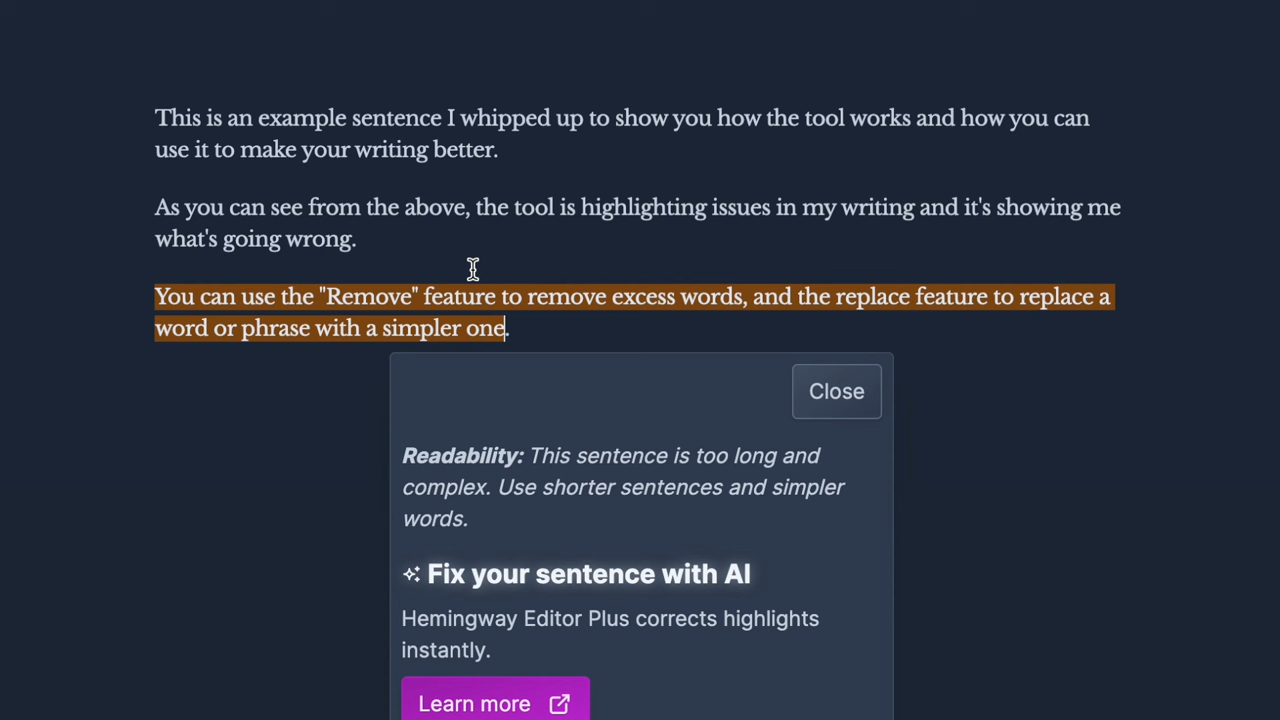 This is an example sentence I whipped up to show you how the tool works and how you can
use it to make your writing better.
As you can see from the above, the tool is highlighting issues in my writing and it's showing me
what's going wrong.
You can use the "Remove" feature to remove excess words, and the replace feature to replace a
word or phrase with a simpler one.
Close
Readability: This sentence is too long and
complex. Use shorter sentences and simpler
words.
Fix your sentence with AI
Hemingway Editor Plus corrects highlights
instantly.
Learn more